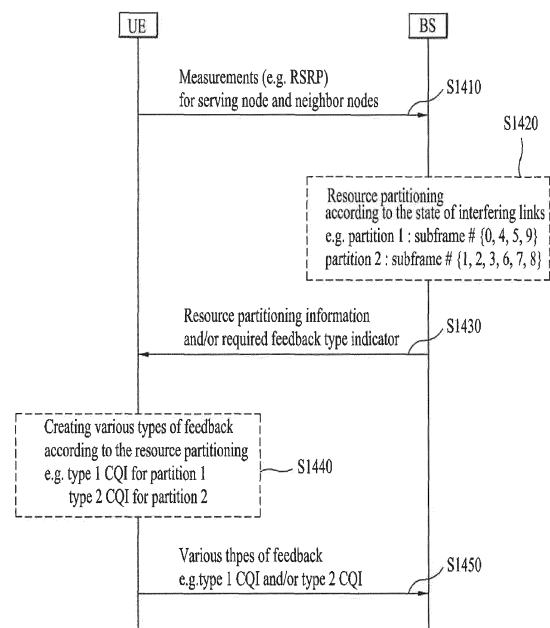 UE
BS
Measurements (e.g. RSRP)
for serving node and neighbor nodes
S1410
S1420
Resource partitioning
according to the state of interfering links
e.g. partition 1 : subframe # {0, 4, 5, 9}
partition 2 : subframe # {1, 2, 3, 6, 7, 8}
Resource partitioning information
and/or required feedback type indicator
S1430
Creating various types of feedback
according to the resource partitioning
e.g. type 1 CQI for partition 1
type 2 CQI for partition 2
S1440
Various thpes of feedback
e.g.type 1 CQI and/or type 2 CQI
S1450